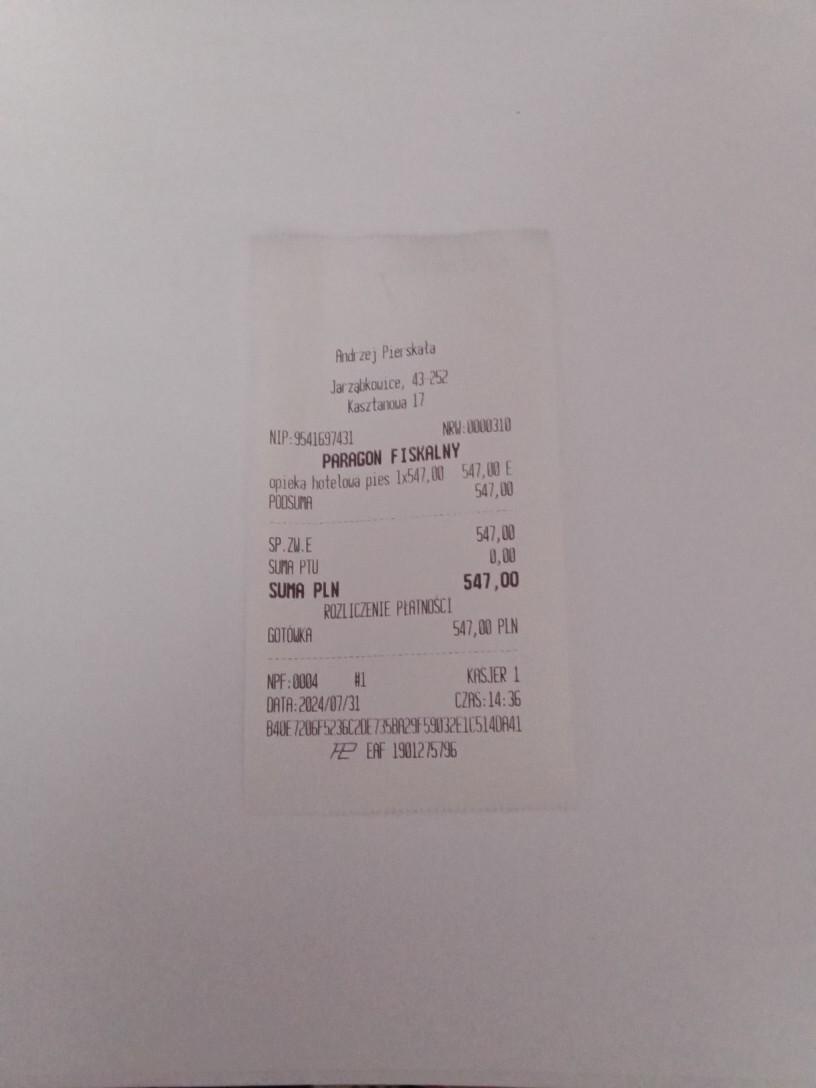 Andrzej Pierskała
Jarząbkowice, 43-252
Kasztanowa 17
NIP:9541697431 NRW:0000310
PARAGON FISKALNY
opieka hotelowa pies 1x547,00 547,00 E
PODSUMA 547,00
SP.ZW.E 547,00
SUMA PTU 0,00
SUMA PLN 547,00
ROZLICZENIE PŁATNOŚCI
GOTÓWKA 547,00 PLN
NPF:0004 #1 KASJER 1
DATA:2024/07/31 CZAS:14:36
EAF 1901275796